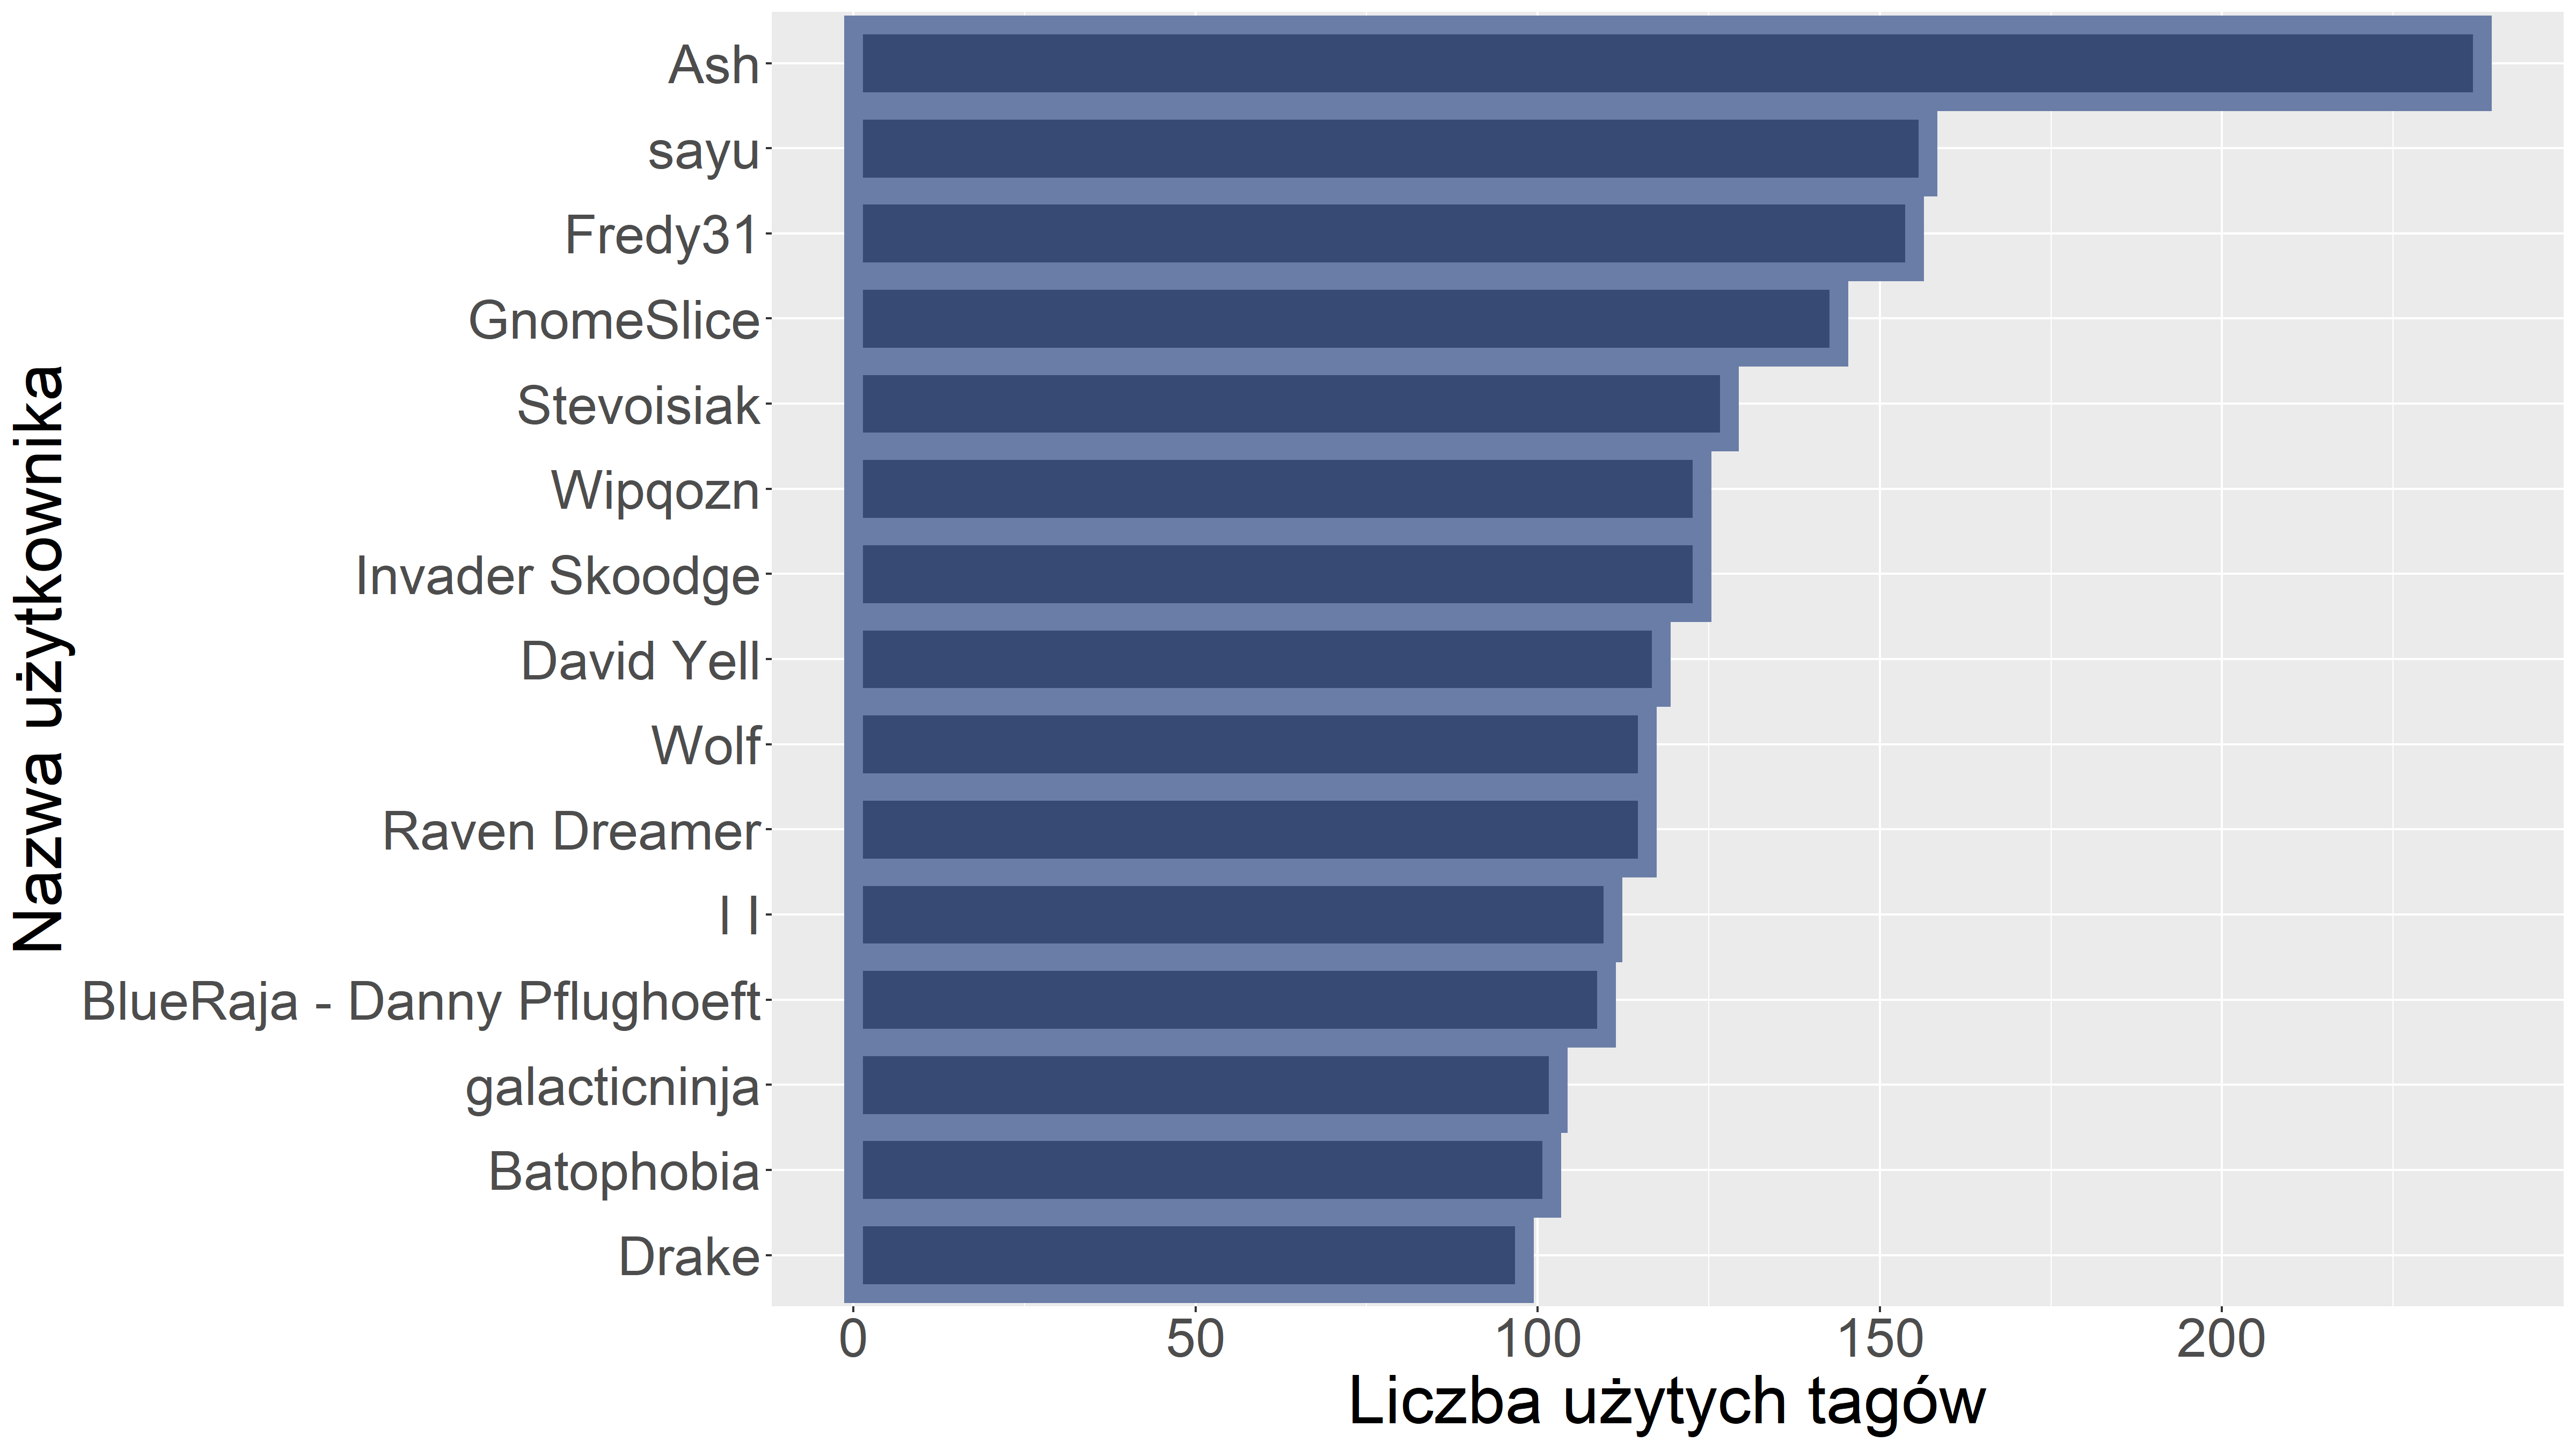 Nazwa użytkownika
Ash
sayu
Fredy31
GnomeSlice
Stevoisiak
Wipqozn
Invader Skoodge
David Yell
Wolf
Raven Dreamer
l l
BlueRaja - Danny Pflughoeft
galacticninja
Batophobia
Drake
0 50 100 150 200
Liczba użytych tagów